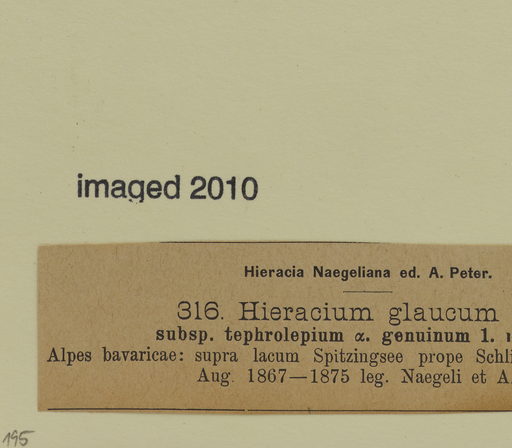 imaged 2010
Hieracia Naegeliana ed. A. Peter.
316. Hieracium glaucum
subsp. tephrolepium α. genuinum 1.
Alpes bavaricae: supra lacum Spitzingsee prope
Aug. 1867—1875 leg. Naegeli et
195